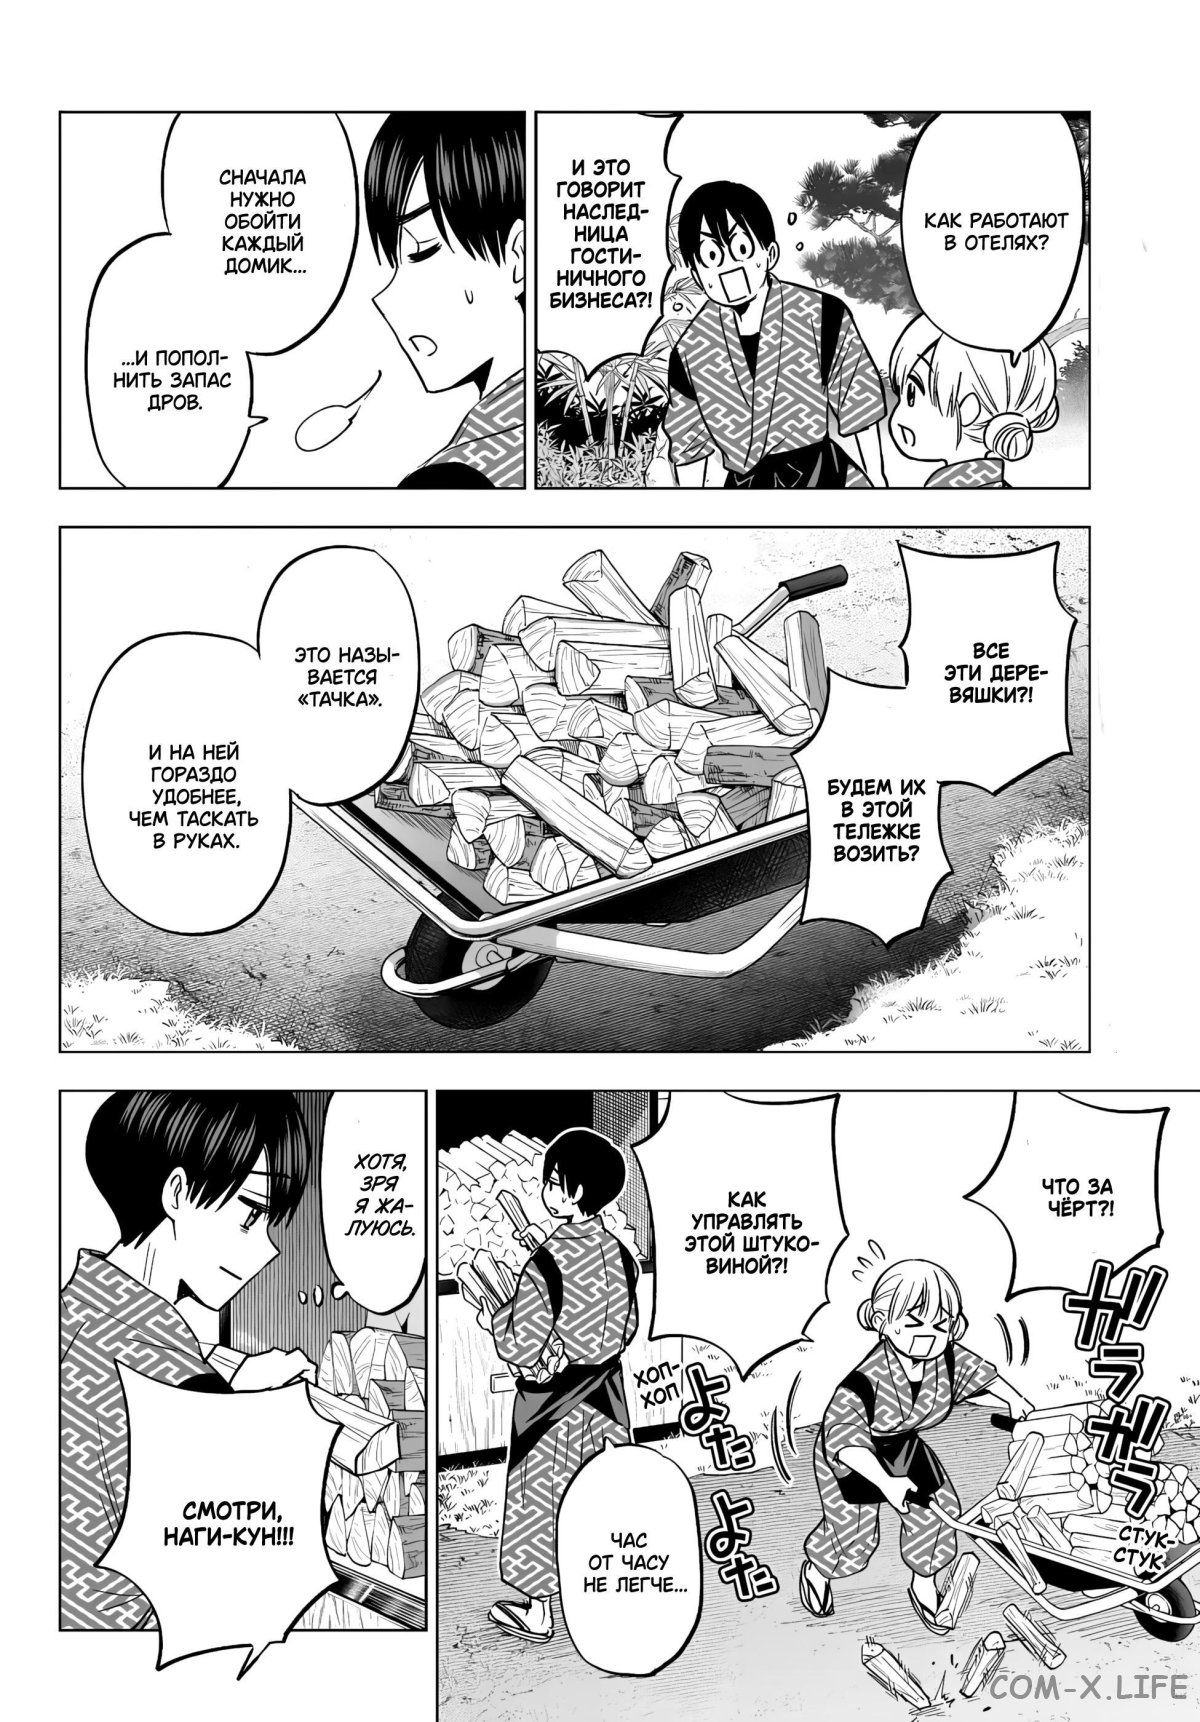 КАК РАБОТАЮТ
В ОТЕЛЯХ?
И ЭТО
ГОВОРИТ
НАСЛЕД-
НИЦА
ГОСТИ-
НИЧНОГО
БИЗНЕСА?!
СНАЧАЛА
НУЖНО
ОБОЙТИ
КАЖДЫЙ
ДОМИК...
...И ПОПОЛ-
НИТЬ ЗАПАС
ДРОВ.
ВСЕ
ЭТИ ДЕРЕ-
ВЯШКИ?!
БУДЕМ ИХ
В ЭТОЙ
ТЕЛЕЖКЕ
ВОЗИТЬ?
ЭТО НАЗЫ-
ВАЕТСЯ
«ТАЧКА».
И НА НЕЙ
ГОРАЗДО
УДОБНЕЕ,
ЧЕМ ТАСКАТЬ
В РУКАХ.
ЧТО ЗА
ЧЁРТ?!
КАК
УПРАВЛЯТЬ
ЭТОЙ ШТУКО-
ВИНОЙ?!
ガラガラ
СТУК-
СТУК
よたよた
ХОП-
ХОП
ЧАС
ОТ ЧАСУ
НЕ ЛЕГЧЕ...
ХОТЯ,
ЗРЯ
Я ЖА-
ЛУЮСЬ.
СМОТРИ,
НАГИ-КУН!!!
COM-X.LIFE